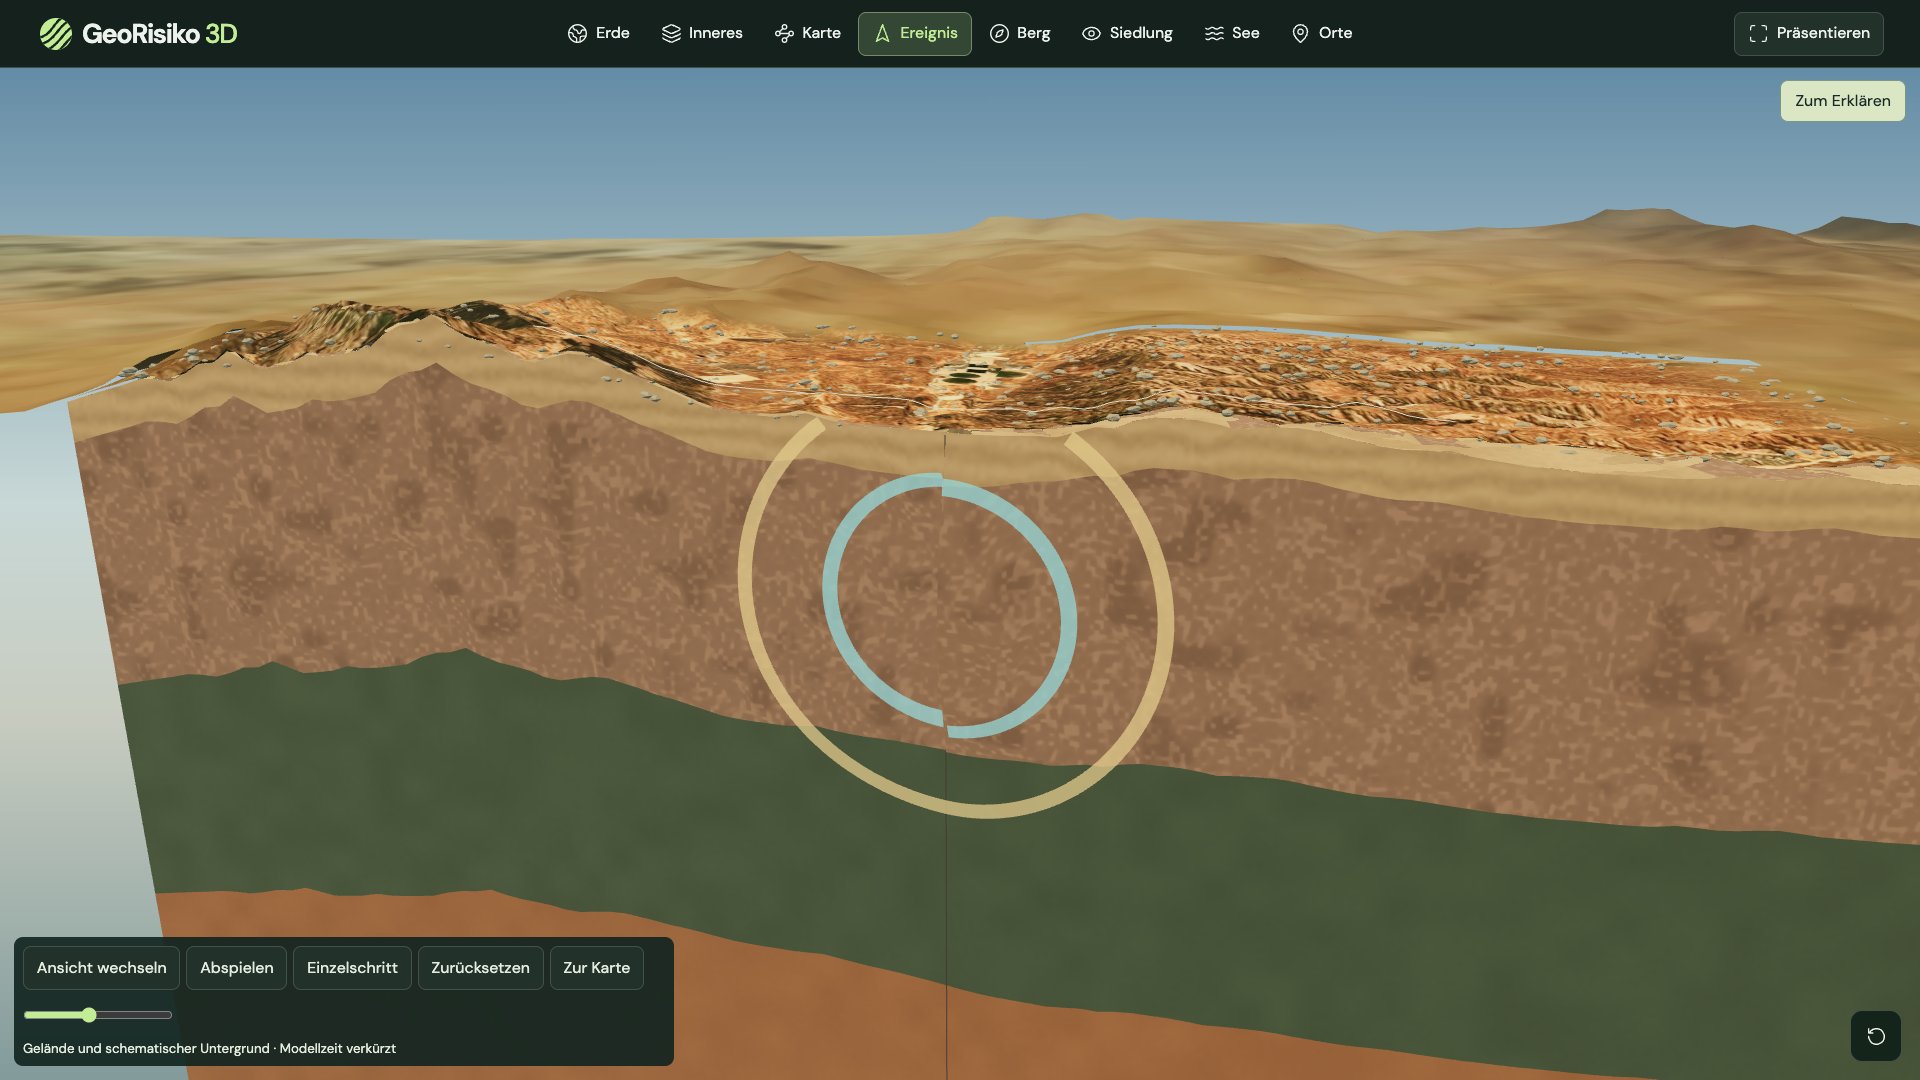 GeoRisiko 3D
Erde
Inneres
Karte
Ereignis
Berg
Siedlung
See
Orte
Präsentieren
Zum Erklären
Ansicht wechseln
Abspielen
Einzelschritt
Zurücksetzen
Zur Karte
Gelände und schematischer Untergrund · Modellzeit verkürzt